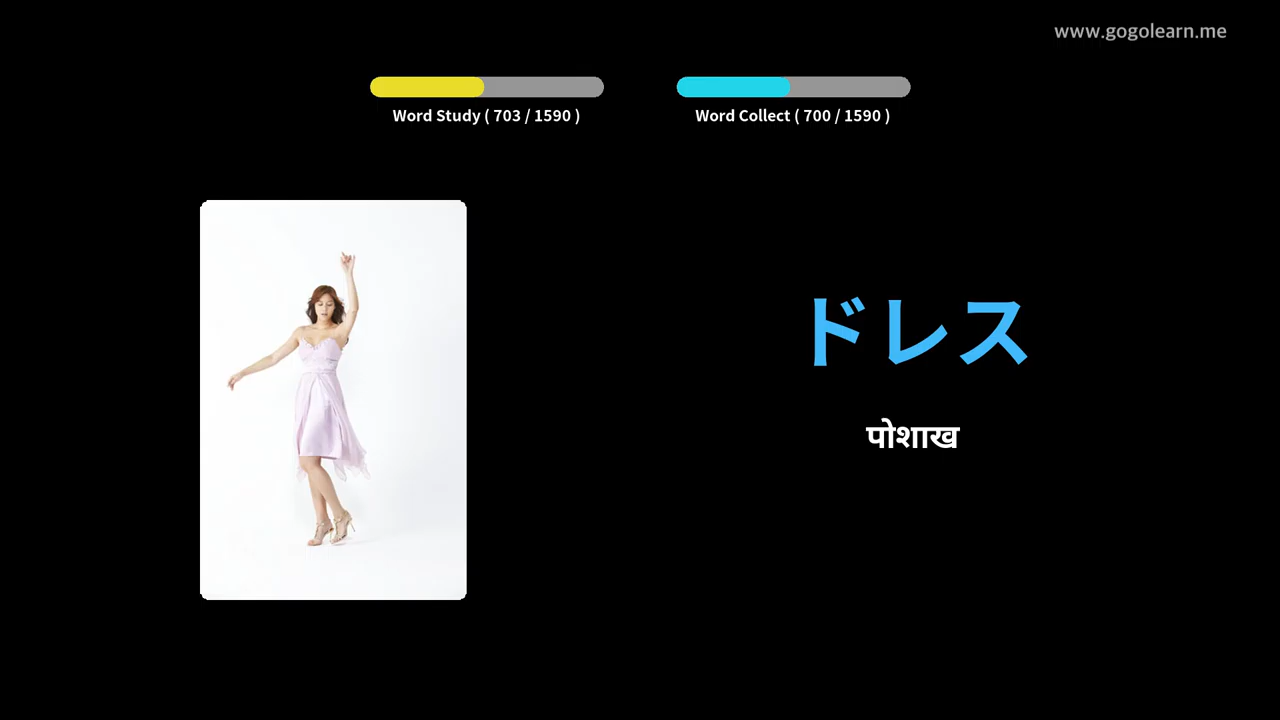 www.gogolearn.me
Word Study ( 703 / 1590 )
Word Collect ( 700 / 1590 )
ドレス
पोशाख